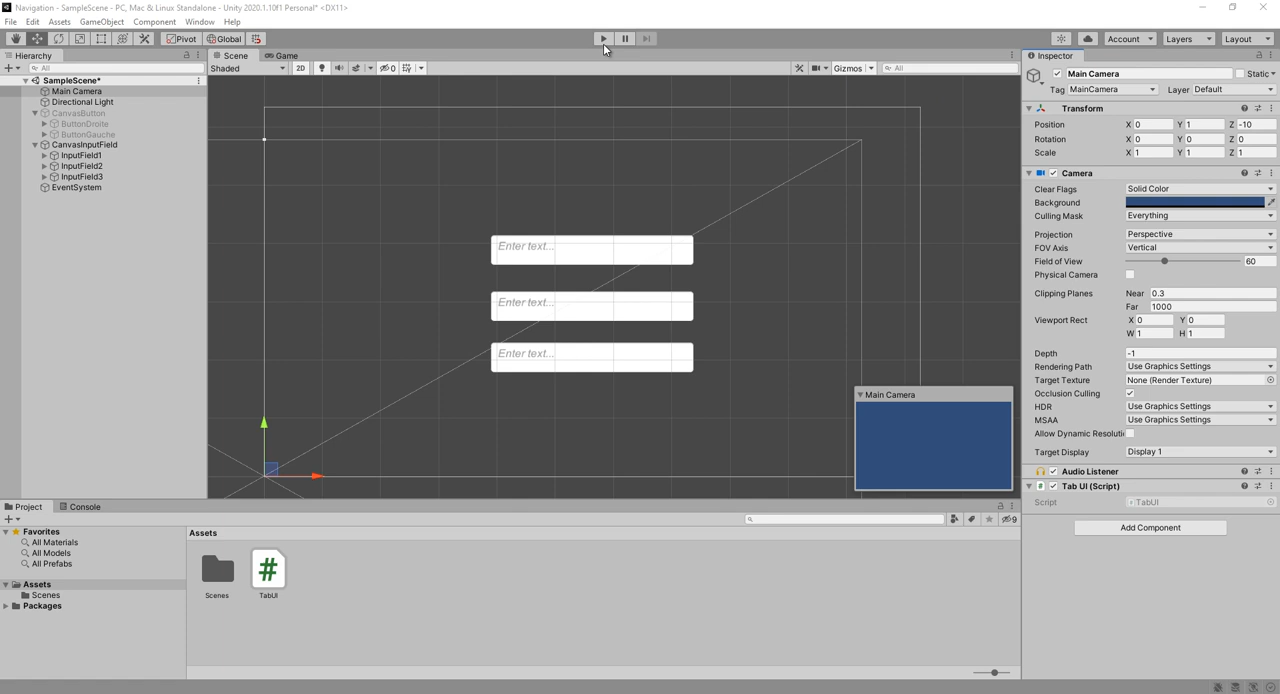 Navigation - SampleScene - PC, Mac & Linux Standalone - Unity 2020.1.10f1 Personal* <DX11>
File Edit Assets GameObject Component Window Help
Pivot Global Account Layers Layout
Hierarchy
All
SampleScene*
Main Camera
Directional Light
CanvasButton
ButtonDroite
ButtonGauche
CanvasInputField
InputField1
InputField2
InputField3
EventSystem
Scene Game
Shaded 2D 0 Gizmos All
Enter text...
Enter text...
Enter text...
Main Camera
Inspector
Main Camera Static
Tag MainCamera Layer Default
Transform
Position X 0 Y 1 Z -10
Rotation X 0 Y 0 Z 0
Scale X 1 Y 1 Z 1
Camera
Clear Flags Solid Color
Background
Culling Mask Everything
Projection Perspective
FOV Axis Vertical
Field of View 60
Physical Camera
Clipping Planes Near 0.3
Far 1000
Viewport Rect X 0 Y 0
W 1 H 1
Depth -1
Rendering Path Use Graphics Settings
Target Texture None (Render Texture)
Occlusion Culling
HDR Use Graphics Settings
MSAA Use Graphics Settings
Allow Dynamic Resoluti
Target Display Display 1
Audio Listener
# Tab UI (Script)
Script TabUI
Add Component
Project Console
9
Favorites
All Materials
All Models
All Prefabs
Assets
Scenes
Packages
Assets
#
Scenes TabUI